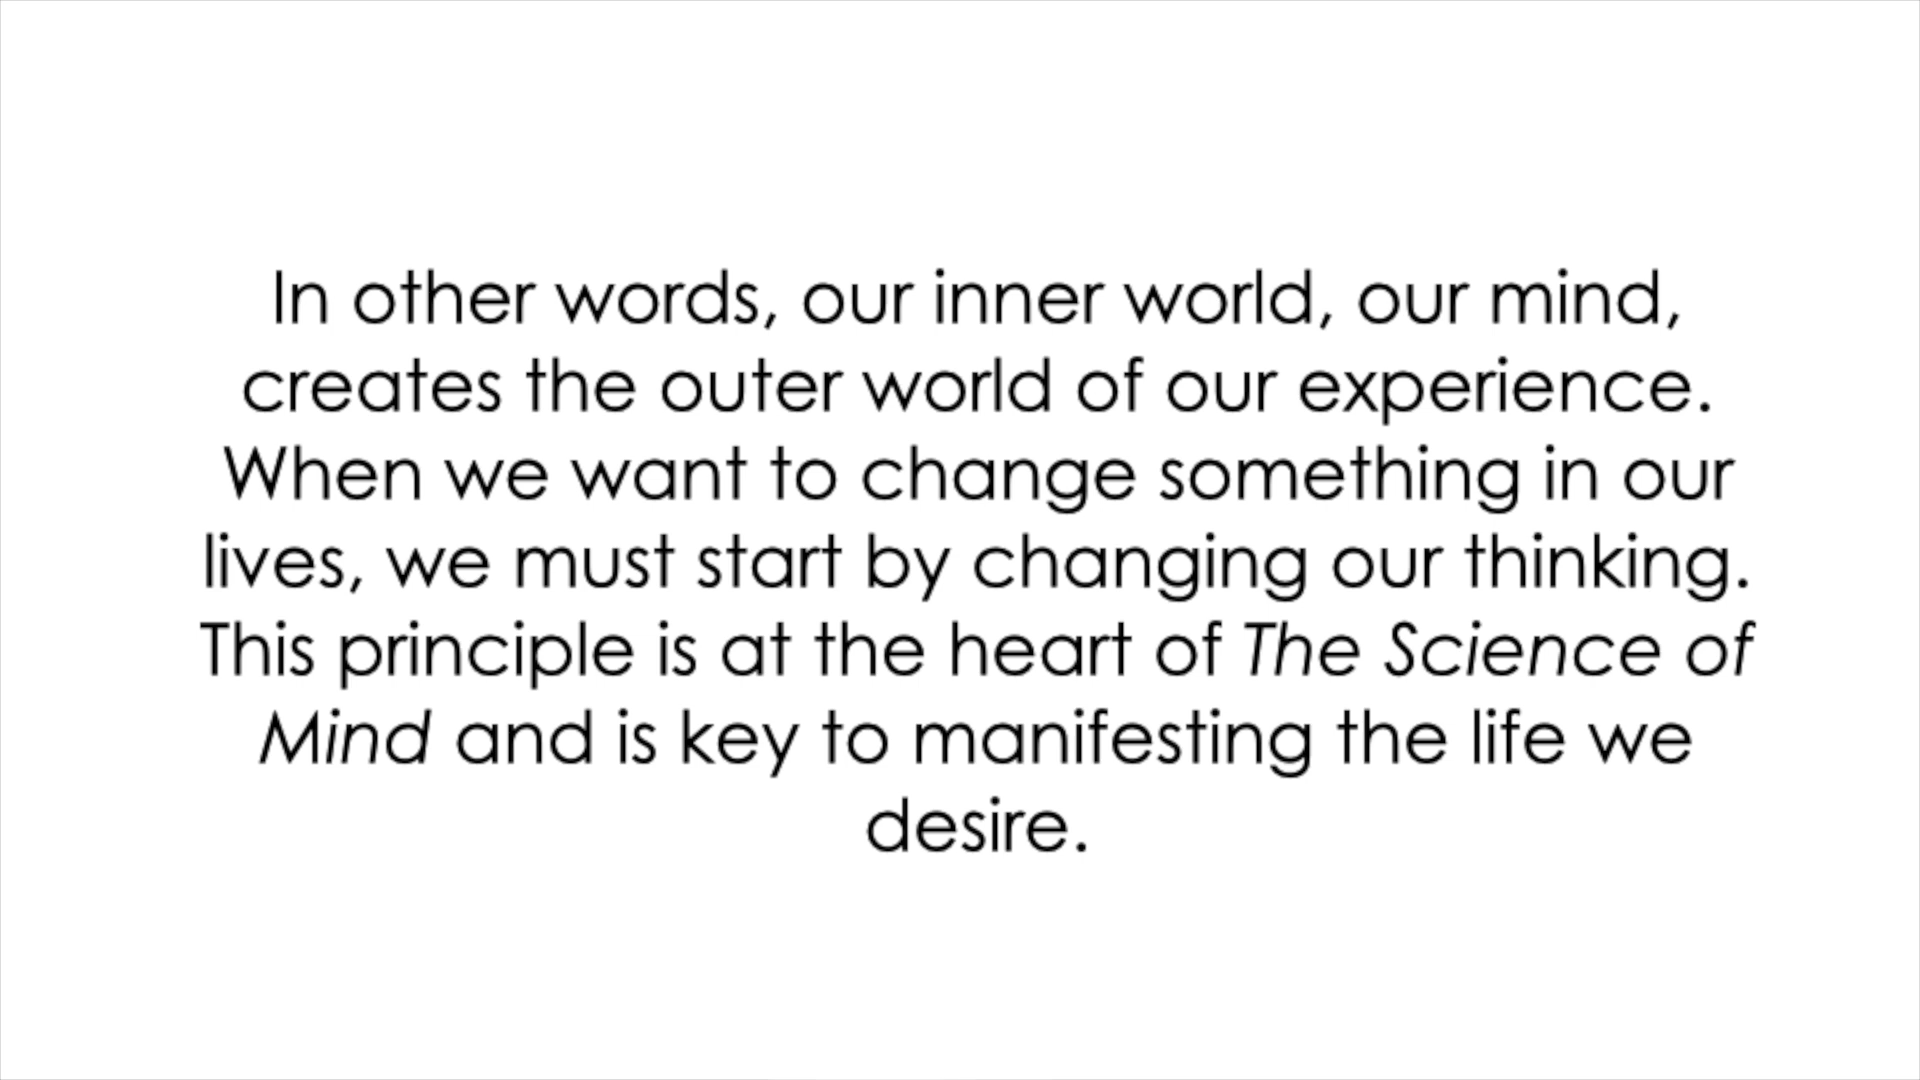 In other words, our inner world, our mind,
creates the outer world of our experience.
When we want to change something in our
lives, we must start by changing our thinking.
This principle is at the heart of The Science of
Mind and is key to manifesting the life we
desire.